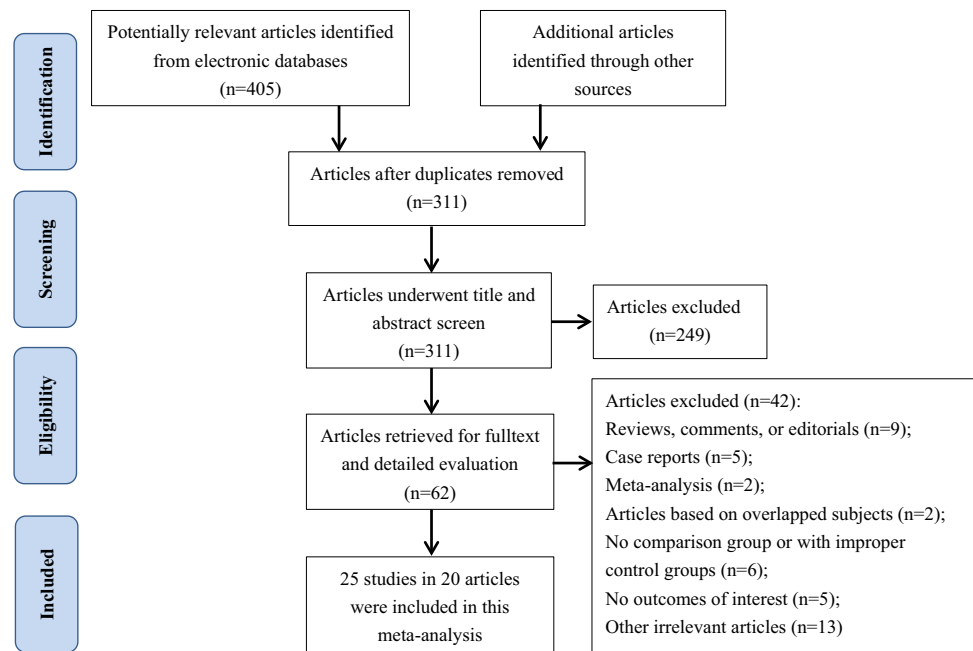 Identification
Screening
Eligibility
Included
Potentially relevant articles identified
from electronic databases
(n=405)
Additional articles
identified through other
sources
Articles after duplicates removed
(n=311)
Articles underwent title and
abstract screen
(n=311)
Articles excluded
(n=249)
Articles retrieved for fulltext
and detailed evaluation
(n=62)
Articles excluded (n=42):
Reviews, comments, or editorials (n=9);
Case reports (n=5);
Meta-analysis (n=2);
Articles based on overlapped subjects (n=2);
No comparison group or with improper
control groups (n=6);
No outcomes of interest (n=5);
Other irrelevant articles (n=13)
25 studies in 20 articles
were included in this
meta-analysis